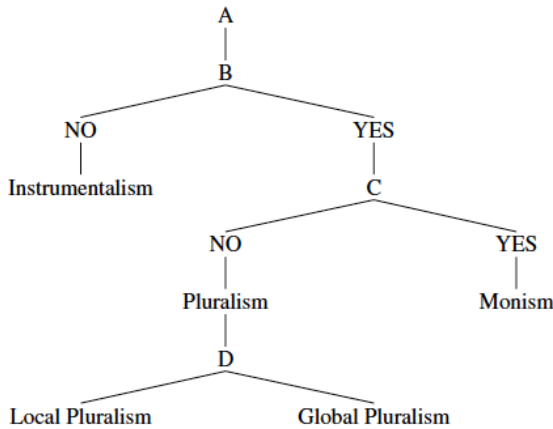 A
B
NO YES
Instrumentalism C
NO YES
Pluralism Monism
D
Local Pluralism Global Pluralism